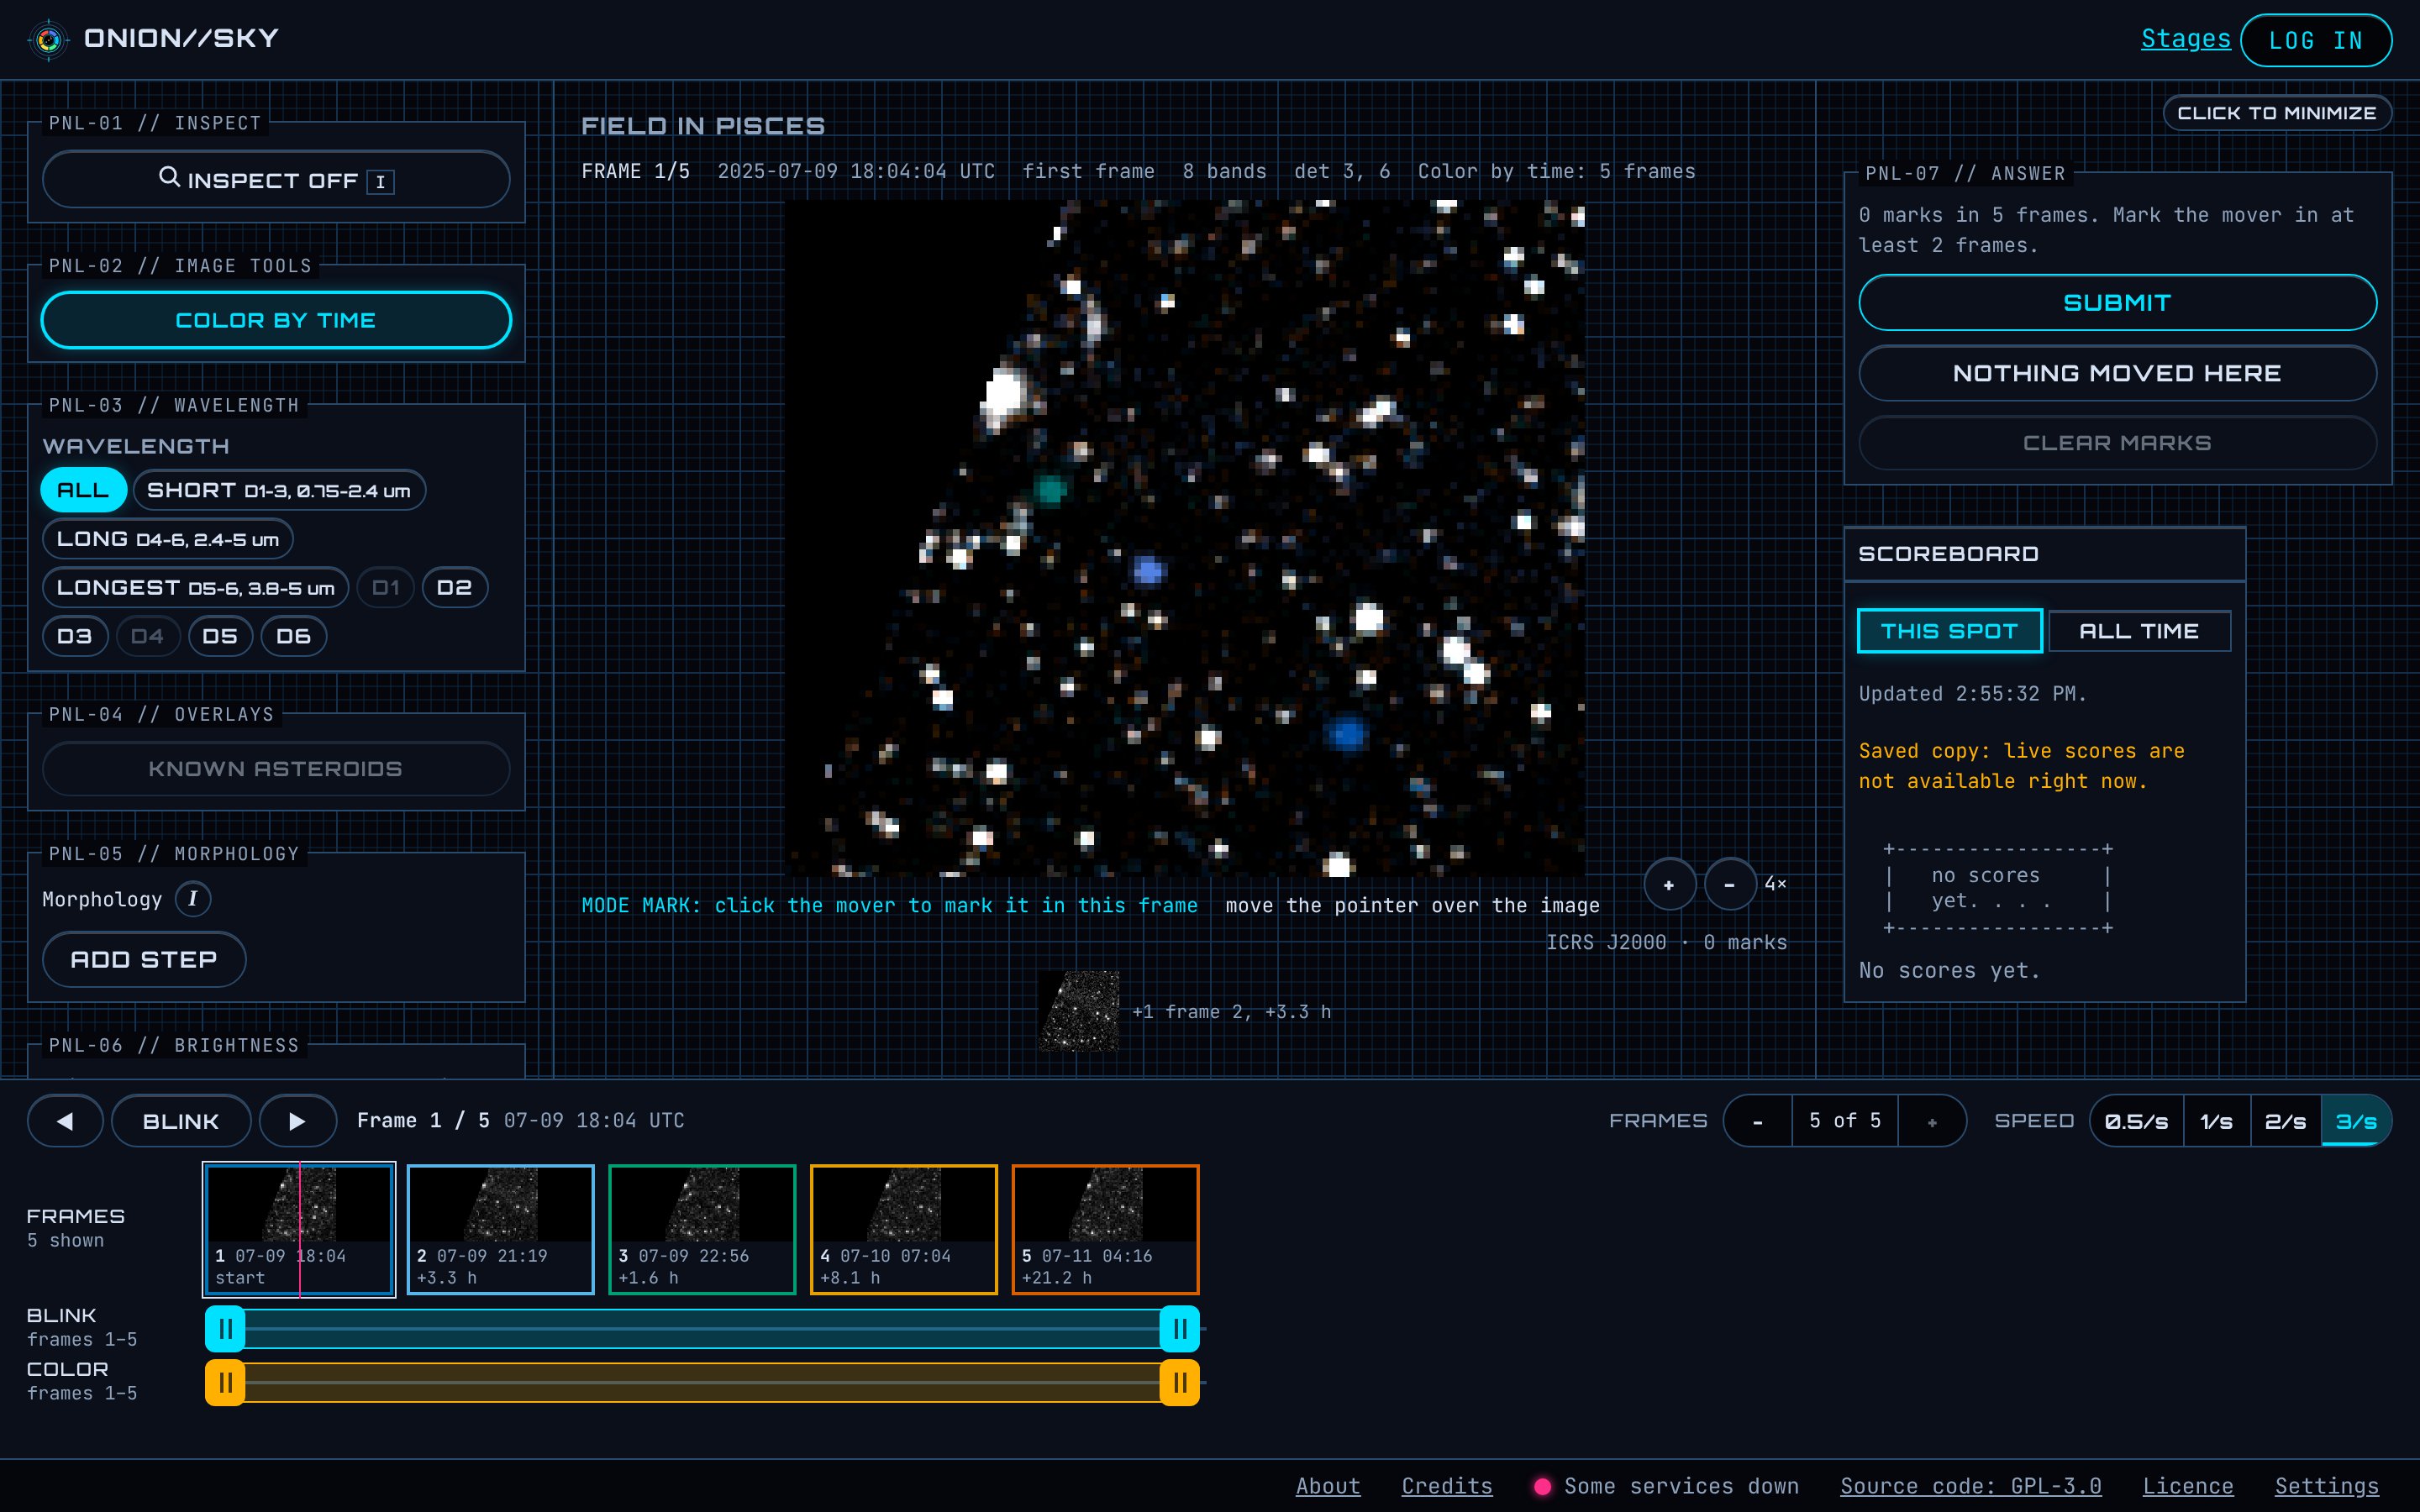 ONION//SKY
Stages
LOG IN
PNL-01 // INSPECT
INSPECT OFF I
PNL-02 // IMAGE TOOLS
COLOR BY TIME
PNL-03 // WAVELENGTH
WAVELENGTH
ALL
SHORT D1-3, 0.75-2.4 um
LONG D4-6, 2.4-5 um
LONGEST D5-6, 3.8-5 um
D1
D2
D3
D4
D5
D6
PNL-04 // OVERLAYS
KNOWN ASTEROIDS
PNL-05 // MORPHOLOGY
Morphology I
ADD STEP
PNL-06 // BRIGHTNESS
FIELD IN PISCES
FRAME 1/5 2025-07-09 18:04:04 UTC first frame 8 bands det 3, 6 Color by time: 5 frames
MODE MARK: click the mover to mark it in this frame move the pointer over the image
+ - 4×
ICRS J2000 · 0 marks
+1 frame 2, +3.3 h
CLICK TO MINIMIZE
PNL-07 // ANSWER
0 marks in 5 frames. Mark the mover in at
least 2 frames.
SUBMIT
NOTHING MOVED HERE
CLEAR MARKS
SCOREBOARD
THIS SPOT
ALL TIME
Updated 2:55:32 PM.
Saved copy: live scores are
not available right now.
+-----------------+
| no scores |
| yet. . . . |
+-----------------+
No scores yet.
BLINK
Frame 1 / 5 07-09 18:04 UTC
FRAMES - 5 of 5 +
SPEED 0.5/s 1/s 2/s 3/s
FRAMES
5 shown
1 07-09 18:04
start
2 07-09 21:19
+3.3 h
3 07-09 22:56
+1.6 h
4 07-10 07:04
+8.1 h
5 07-11 04:16
+21.2 h
BLINK
frames 1-5
COLOR
frames 1-5
About
Credits
Some services down
Source code: GPL-3.0
Licence
Settings